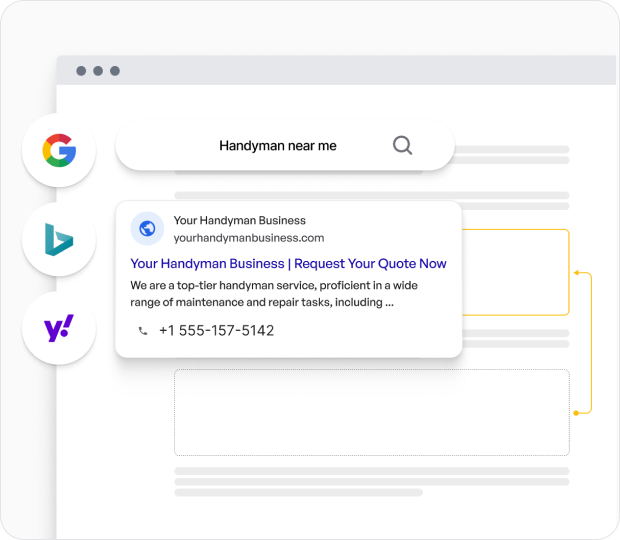 Handyman near me
Your Handyman Business
yourhandymanbusiness.com
Your Handyman Business | Request Your Quote Now
We are a top-tier handyman service, proficient in a wide
range of maintenance and repair tasks, including ...
+1 555-157-5142
y!